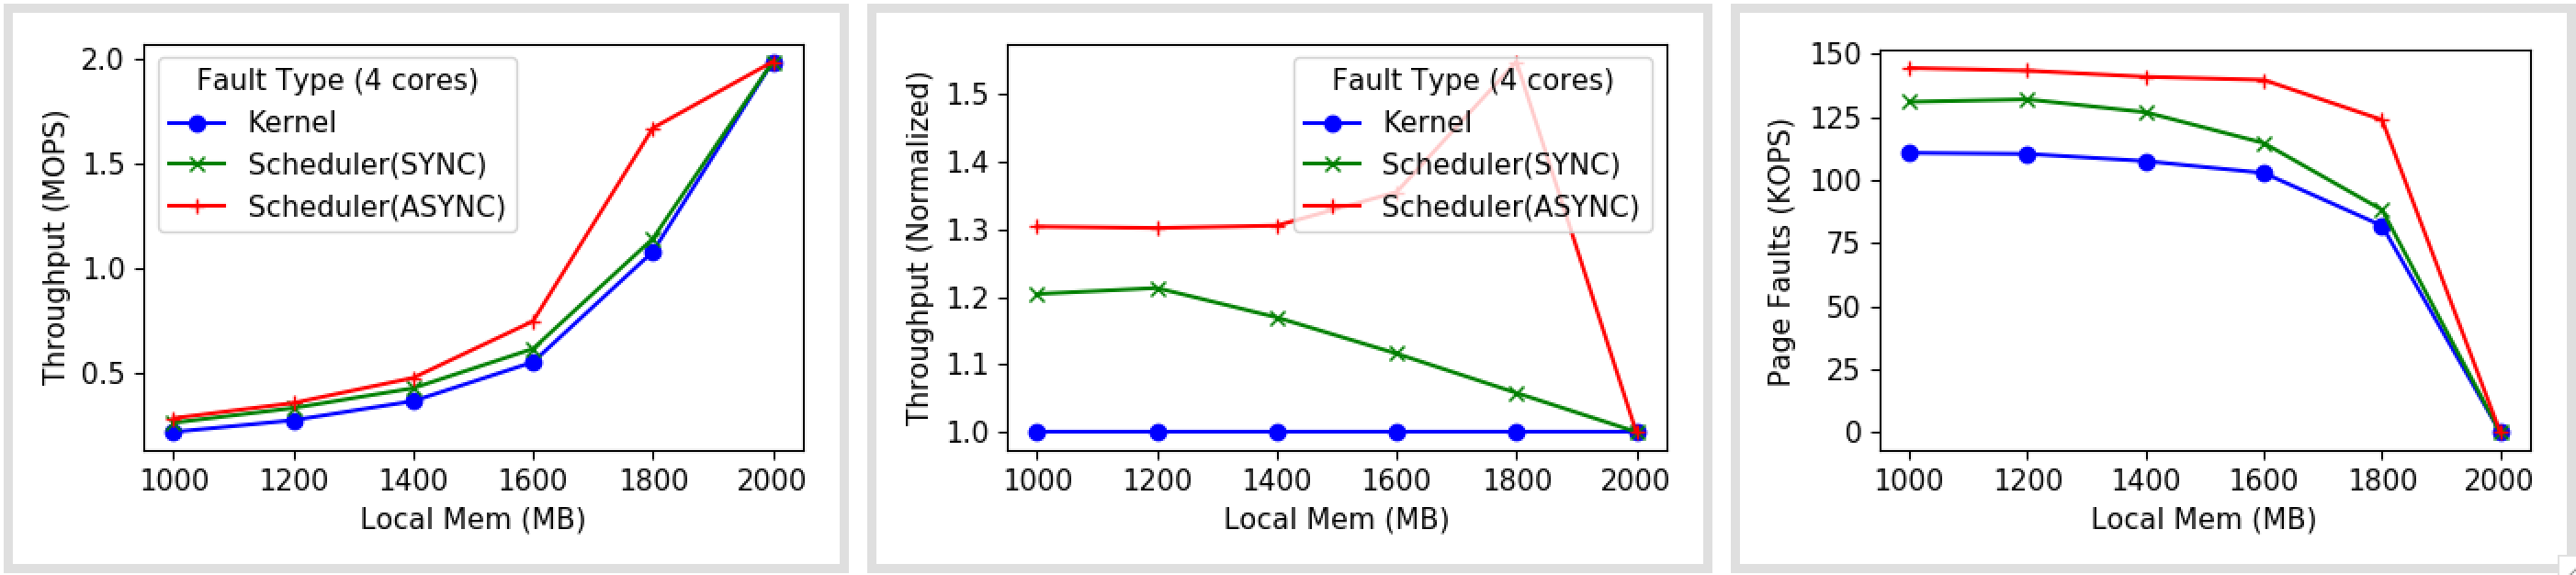 Throughput (MOPS)
2.0
1.5
1.0
0.5
Fault Type (4 cores)
Kernel
Scheduler(SYNC)
Scheduler(ASYNC)
1000 1200 1400 1600 1800 2000
Local Mem (MB)
Throughput (Normalized)
1.5
1.4
1.3
1.2
1.1
1.0
Fault Type (4 cores)
Kernel
Scheduler(SYNC)
Scheduler(ASYNC)
1000 1200 1400 1600 1800 2000
Local Mem (MB)
Page Faults (KOPS)
150
125
100
75
50
25
0
1000 1200 1400 1600 1800 2000
Local Mem (MB)